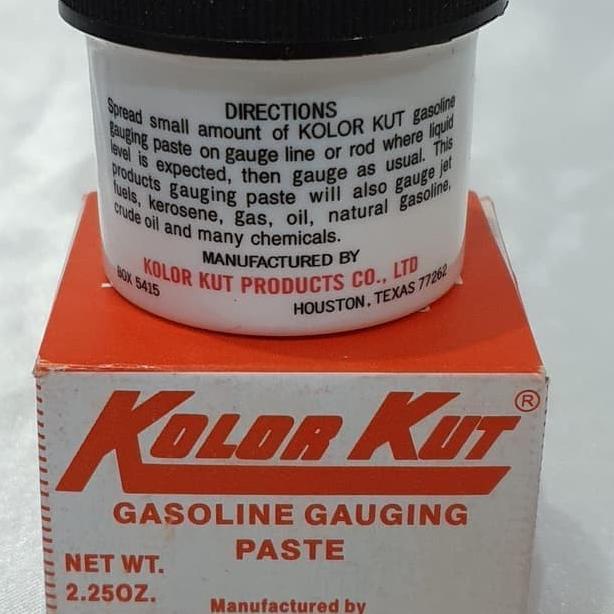 DIRECTIONS
Spread small amount of KOLOR KUT gasoline
gauging paste on gauge line or rod where liquid
level is expected, then gauge as usual. This
products gauging paste will also gauge jet
fuels, kerosene, gas, oil, natural gasoline,
crude oil and many chemicals.
MANUFACTURED BY
KOLOR KUT PRODUCTS CO., LTD
BOX 5415
HOUSTON, TEXAS 77262
KOLOR KUT ®
GASOLINE GAUGING
PASTE
NET WT.
2.25OZ.
Manufactured by